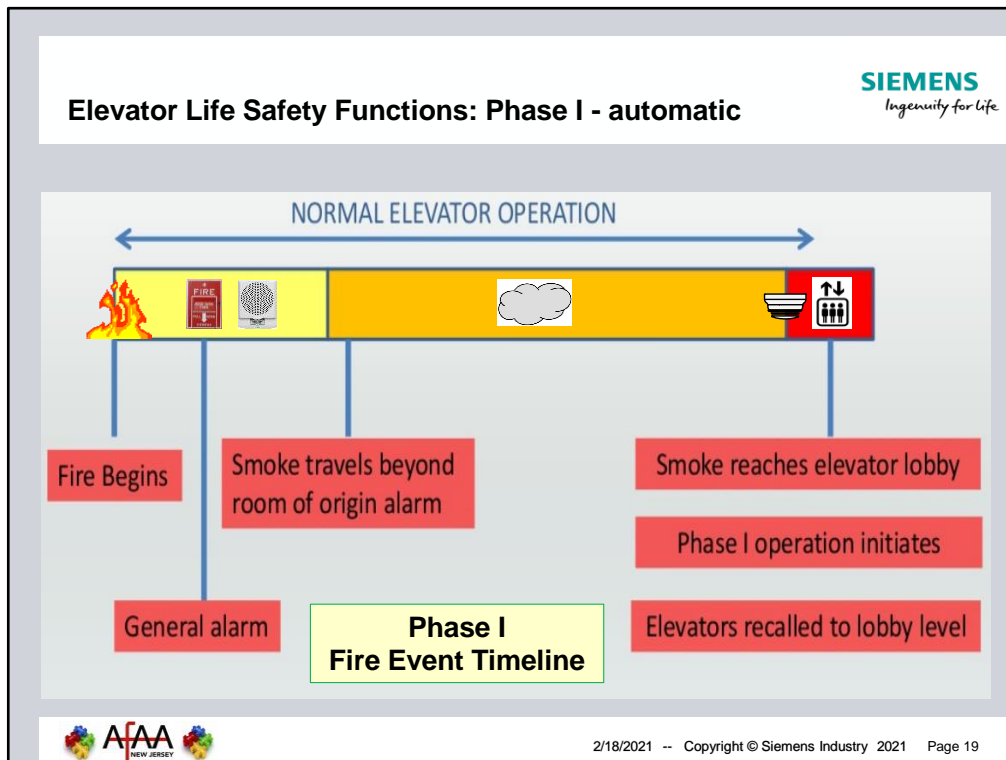 Elevator Life Safety Functions: Phase I - automatic
SIEMENS
Ingenuity for life
NORMAL ELEVATOR OPERATION
FIRE
Fire Begins
Smoke travels beyond
room of origin alarm
General alarm
Smoke reaches elevator lobby
Phase I operation initiates
Elevators recalled to lobby level
Phase I
Fire Event Timeline
AfAA
NEW JERSEY
2/18/2021 -- Copyright © Siemens Industry 2021 Page 19